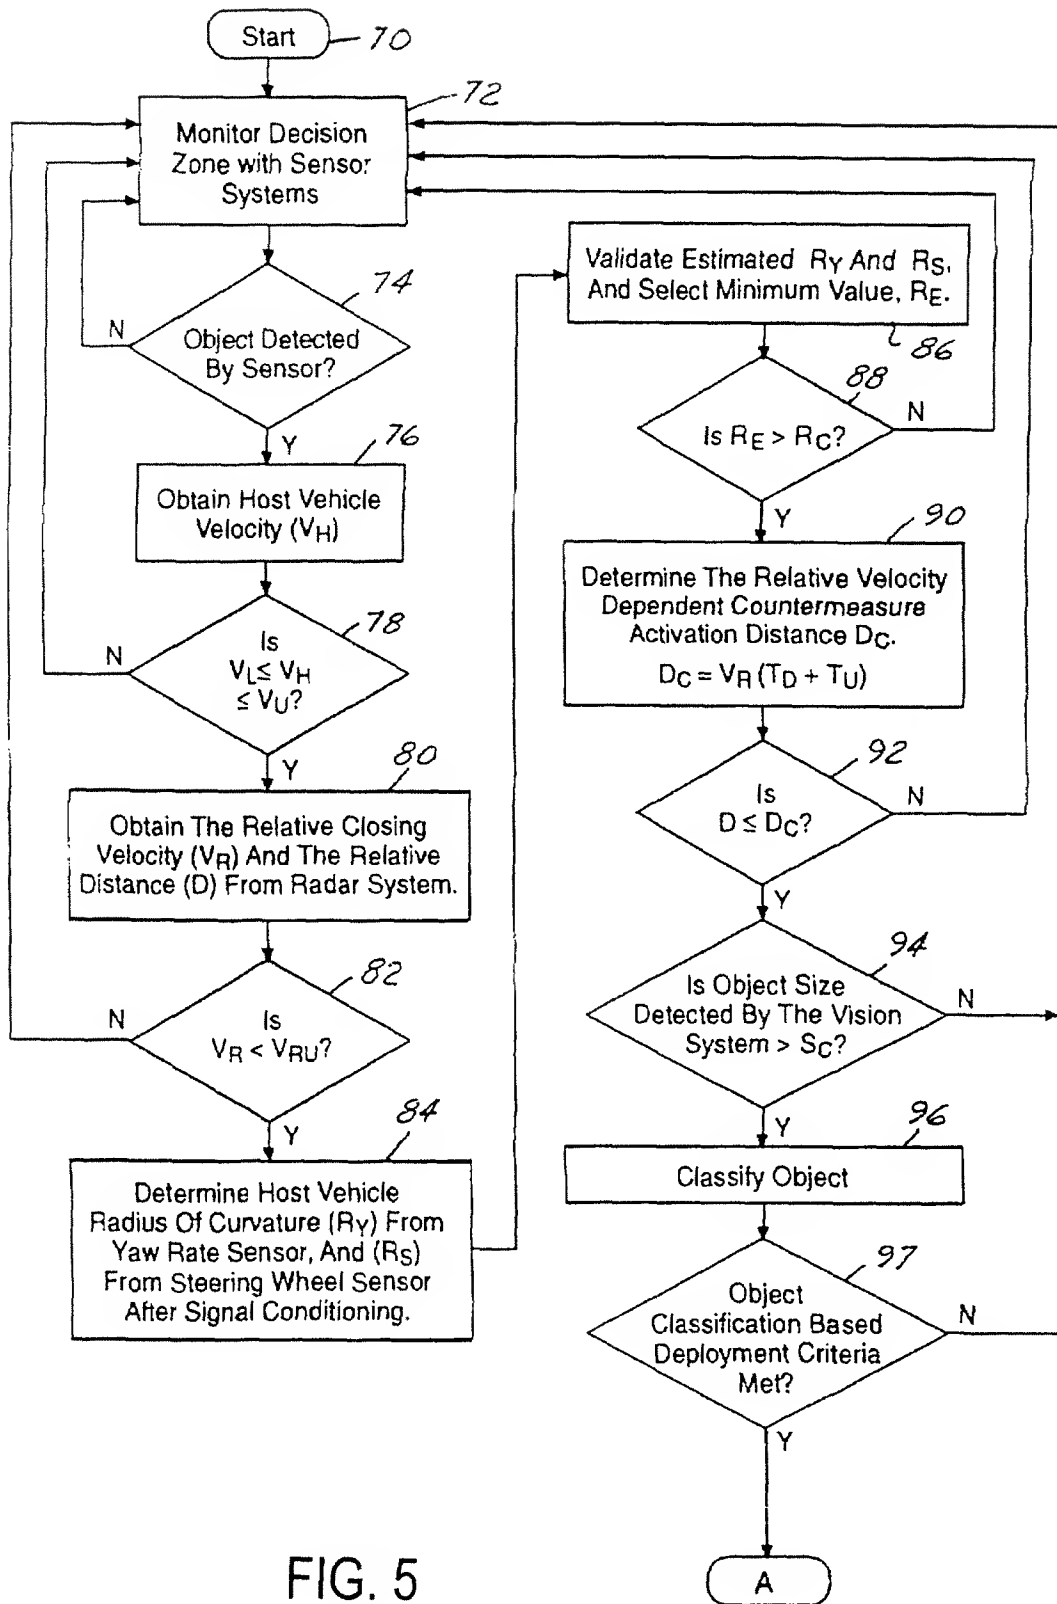 Start
70
72
Monitor Decision
Zone with Sensor
Systems
74
N
Object Detected
By Sensor?
Y
76
Obtain Host Vehicle
Velocity (VH)
78
N
Is
VL ≤ VH
≤ VU?
Y
80
Obtain The Relative Closing
Velocity (VR) And The Relative
Distance (D) From Radar System.
82
N
Is
VR < VRU?
Y
84
Determine Host Vehicle
Radius Of Curvature (RY) From
Yaw Rate Sensor, And (RS)
From Steering Wheel Sensor
After Signal Conditioning.
Validate Estimated RY And RS,
And Select Minimum Value, RE.
86
88
N
Is RE > RC?
Y
90
Determine The Relative Velocity
Dependent Countermeasure
Activation Distance DC.
DC = VR (TD + TU)
92
Is
D ≤ DC?
N
Y
94
Is Object Size
Detected By The Vision
System > SC?
N
Y
96
Classify Object
97
Object
Classification Based
Deployment Criteria
Met?
N
Y
A
FIG. 5